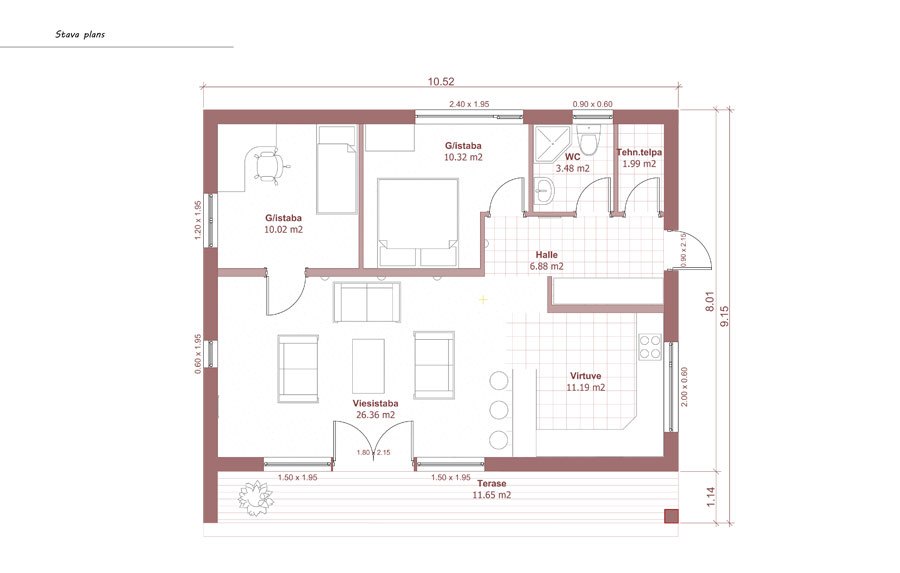 Stava plans
10.52
2.40 x 1.95
0.90 x 0.60
G/istaba
10.32 m2
WC
3.48 m2
Tehn.telpa
1.99 m2
1.20 x 1.95
G/istaba
10.02 m2
Halle
6.88 m2
0.90 x 2.15
8.01
9.15
0.60 x 1.95
Virtuve
11.19 m2
2.00 x 0.60
Viesistaba
26.36 m2
1.80 x 2.15
1.50 x 1.95
1.50 x 1.95
Terase
11.65 m2
1.14